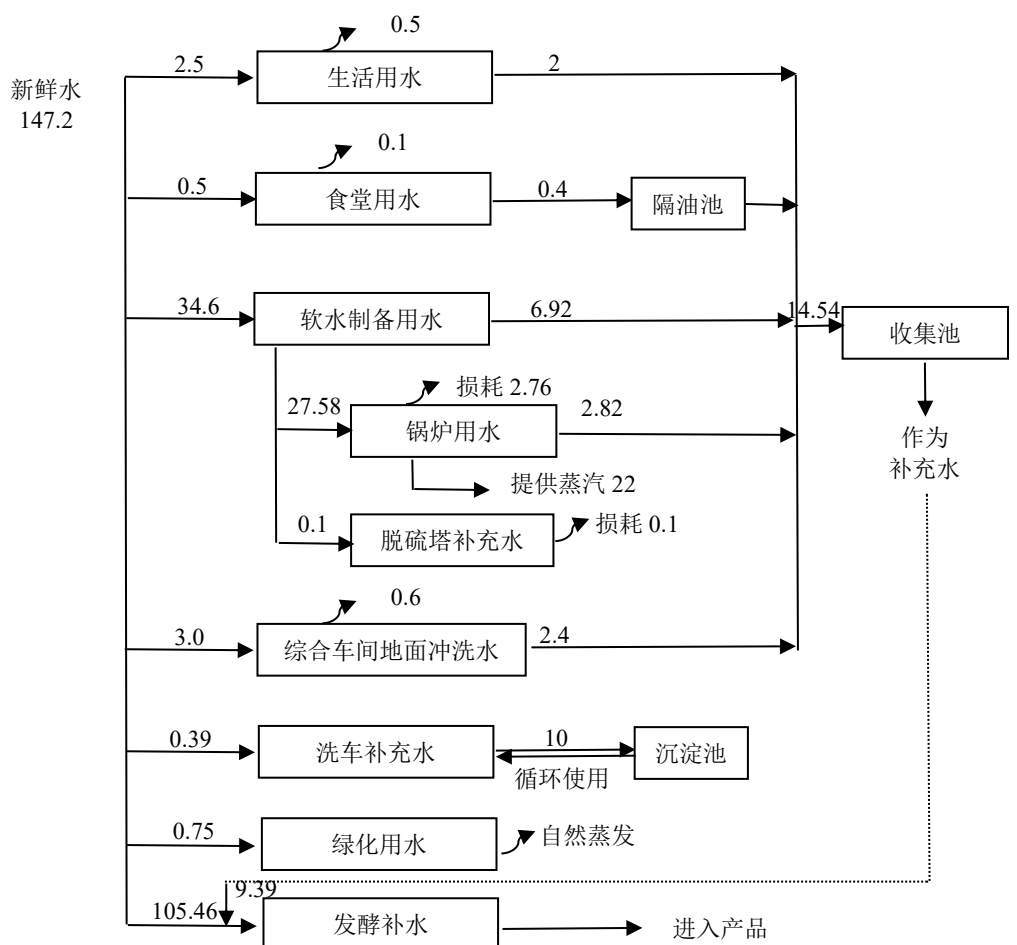 0.5
2.5
生活用水
2
新鲜水
147.2
0.1
0.5
食堂用水
0.4
隔油池
34.6
软水制备用水
6.92
14.54
收集池
损耗 2.76
27.58
锅炉用水
2.82
作为
补充水
提供蒸汽 22
0.1
脱硫塔补充水
损耗 0.1
0.6
3.0
综合车间地面冲洗水
2.4
0.39
洗车补充水
10
循环使用
沉淀池
0.75
绿化用水
自然蒸发
9.39
105.46
发酵补水
进入产品